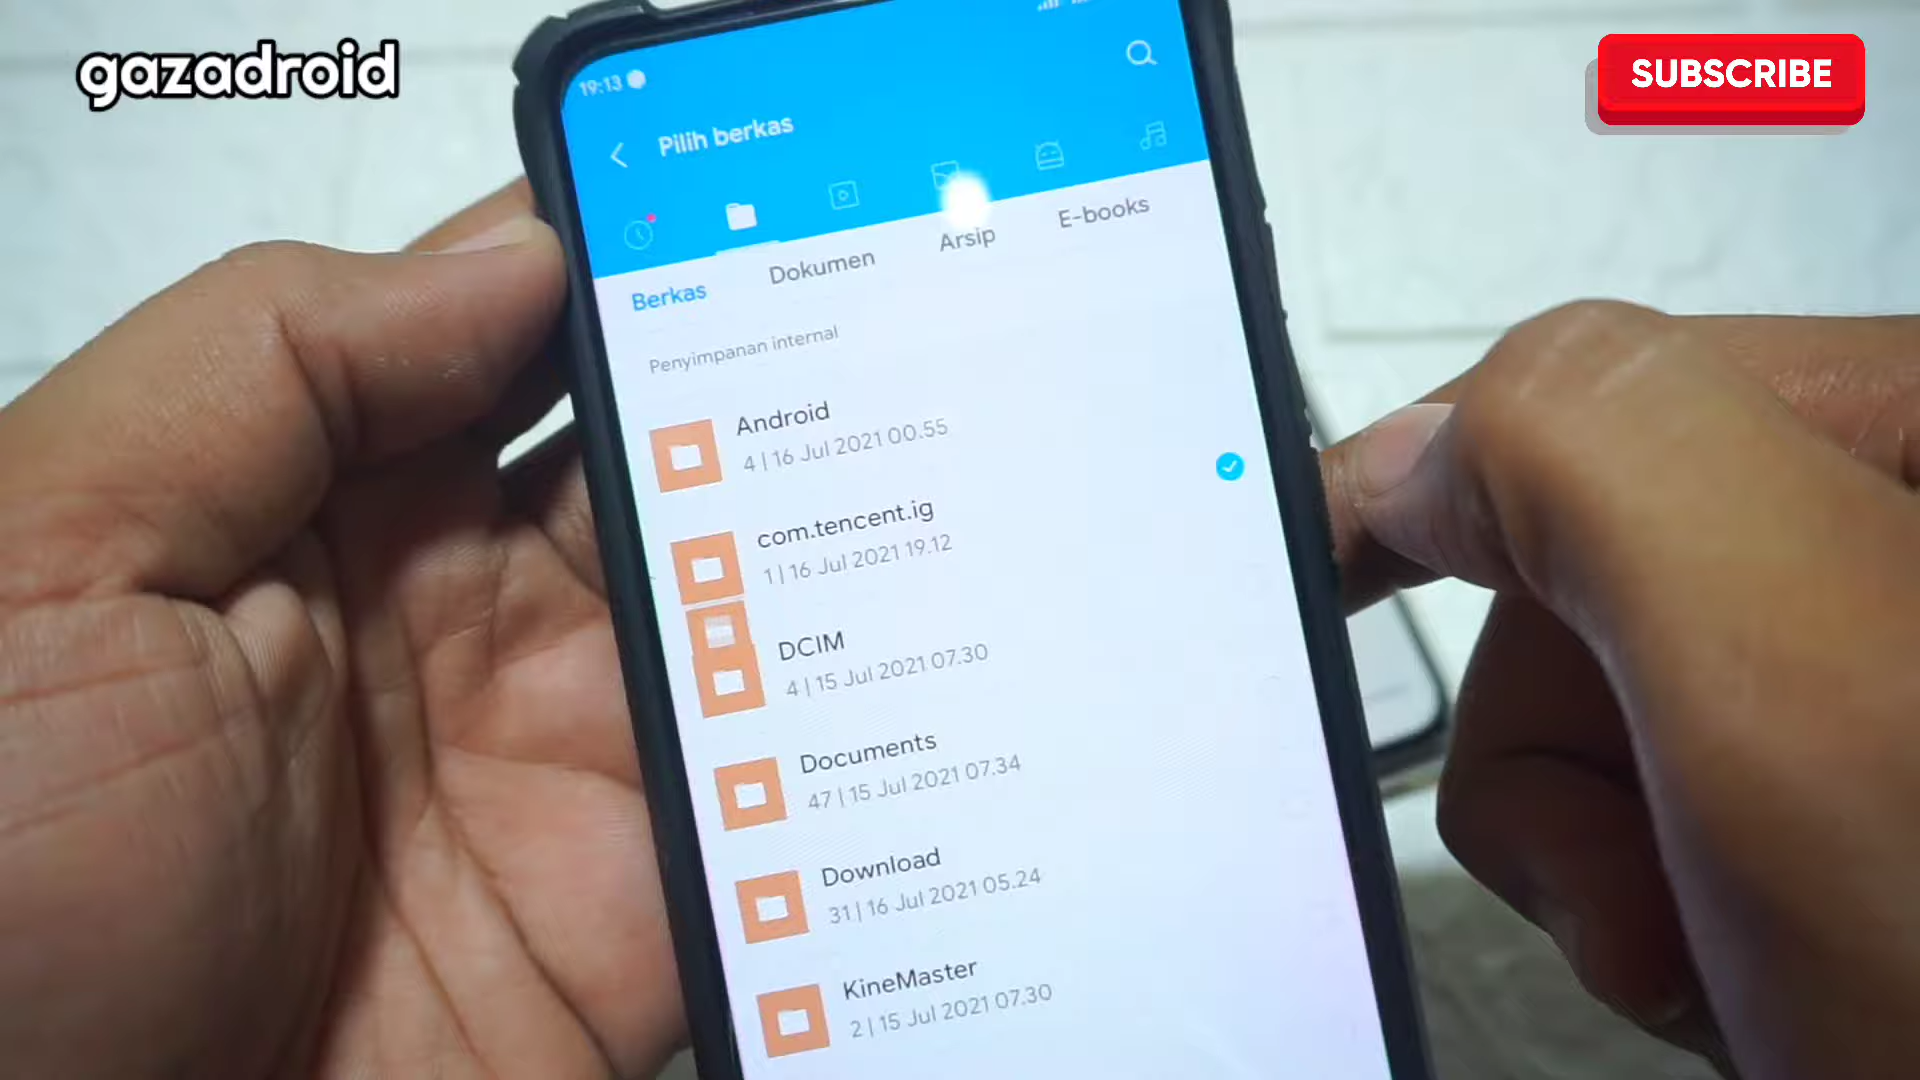 gazadroid
SUBSCRIBE
19:13
Pilih berkas
Berkas
Dokumen
Arsip
E-books
Penyimpanan internal
Android
4 | 16 Jul 2021 00.55
com.tencent.ig
1 | 16 Jul 2021 19.12
DCIM
4 | 15 Jul 2021 07.30
Documents
47 | 15 Jul 2021 07.34
Download
31 | 16 Jul 2021 05.24
KineMaster
2 | 15 Jul 2021 07.30